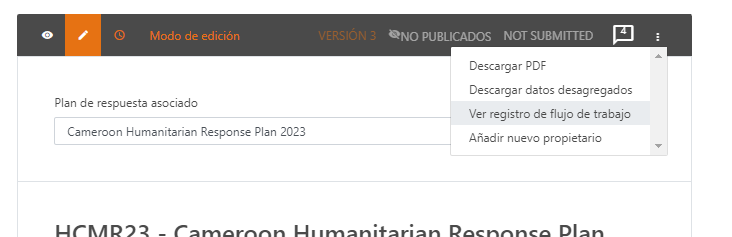 Modo de edición VERSIÓN 3 NO PUBLICADOS NOT SUBMITTED 4
Descargar PDF
Descargar datos desagregados
Ver registro de flujo de trabajo
Añadir nuevo propietario
Plan de respuesta asociado
Cameroon Humanitarian Response Plan 2023
HCMR23 - Cameroon Humanitarian Response Plan